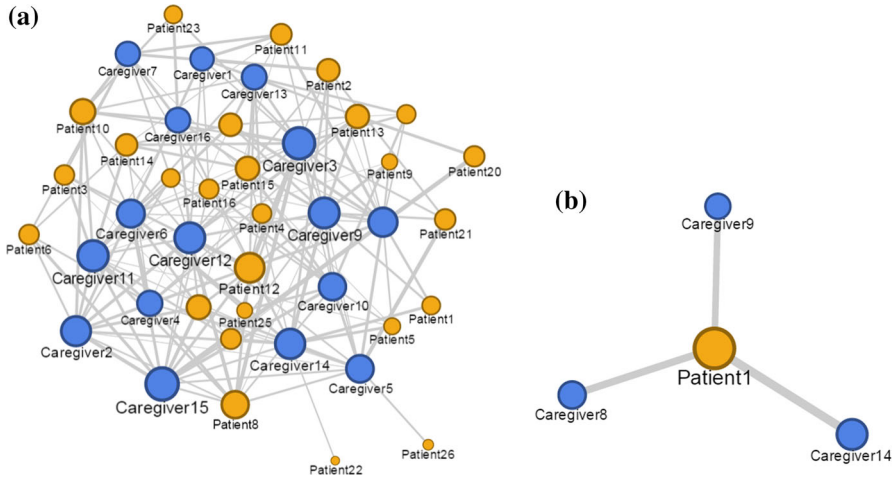 (a)
Patient23
Patient11
Caregiver7
Caregiver1
Caregiver13
Patient2
Patient10
Caregiver16
Patient13
Patient14
Caregiver3
Patient9
Patient20
Patient3
Patient15
Patient16
Patient4
Patient21
Patient6
Caregiver6
Caregiver9
Caregiver12
Caregiver11
Patient12
Caregiver10
Caregiver4
Patient25
Patient1
Patient5
Caregiver2
Caregiver14
Caregiver5
Caregiver15
Patient8
Patient22
Patient26
(b)
Caregiver9
Patient1
Caregiver8
Caregiver14